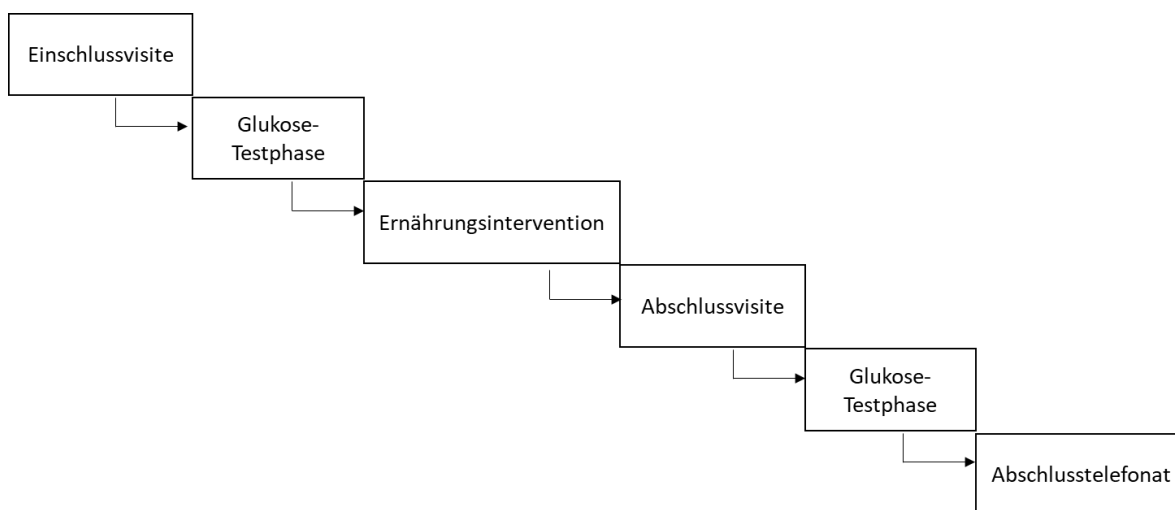 Einschlussvisite
Glukose-
Testphase
Ernährungsintervention
Abschlussvisite
Glukose-
Testphase
Abschlusstelefonat